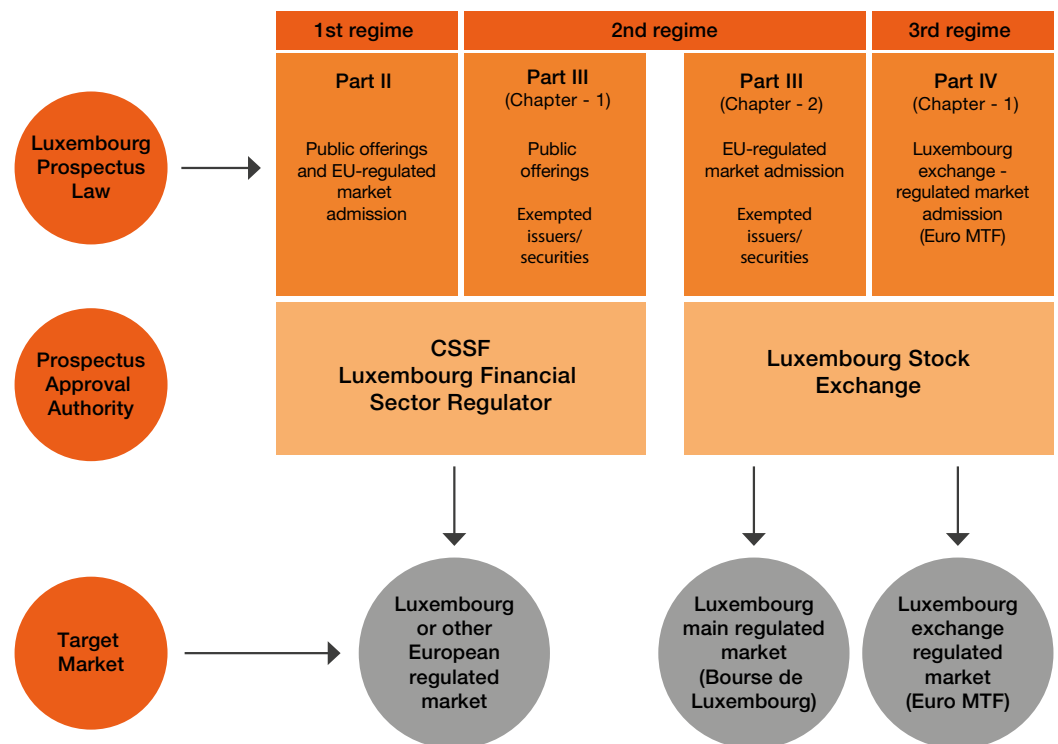 1st regime
2nd regime
3rd regime
Luxembourg
Prospectus
Law
Part II
Public offerings
and EU-regulated
market
admission
Part III
(Chapter - 1)
Public
offerings
Exempted
issuers/
securities
Part III
(Chapter - 2)
EU-regulated
market admission
Exempted
issuers/
securities
Part IV
(Chapter - 1)
Luxembourg
exchange -
regulated market
admission
(Euro MTF)
Prospectus
Approval
Authority
CSSF
Luxembourg Financial
Sector Regulator
Luxembourg Stock
Exchange
Target
Market
Luxembourg
or other
European
regulated
market
Luxembourg
main regulated
market
(Bourse de
Luxembourg)
Luxembourg
exchange
regulated
market
(Euro MTF)